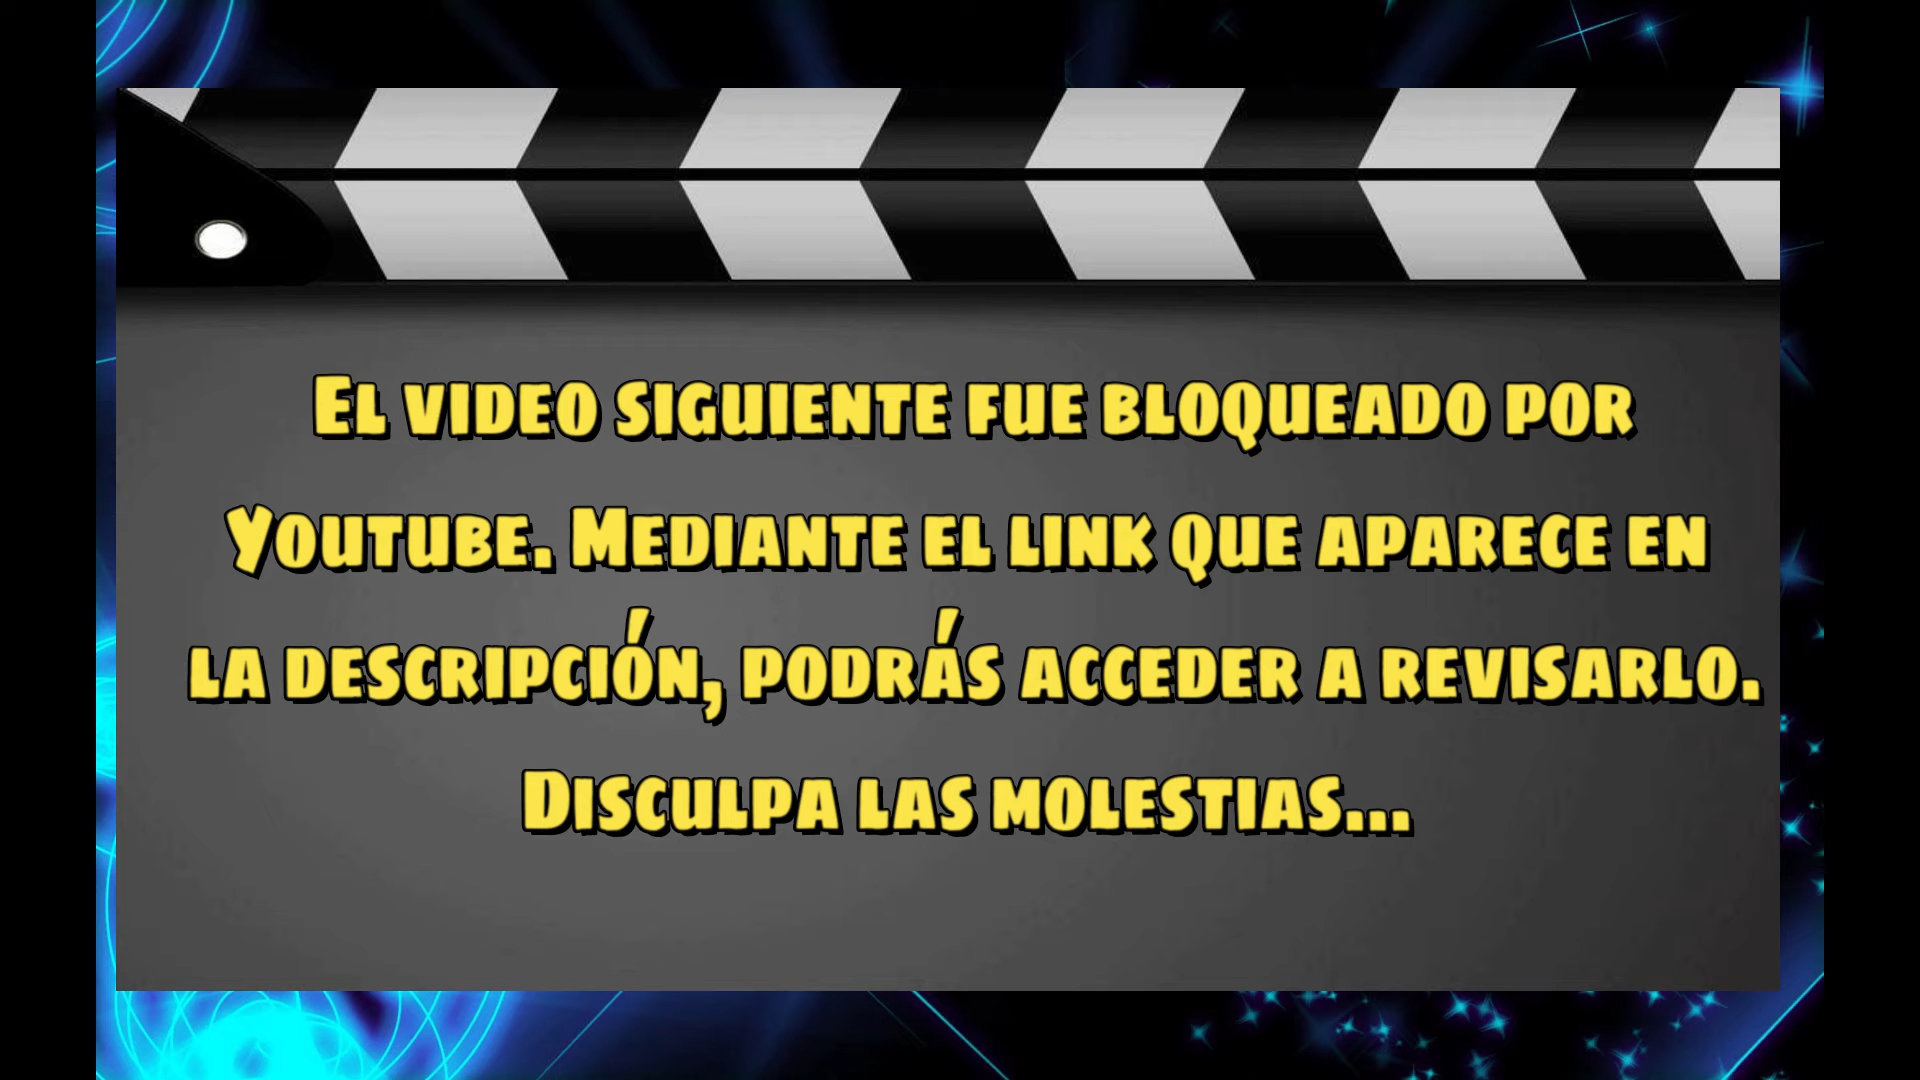 El video siguiente fue bloqueado por
Youtube. Mediante el link que aparece en
la descripción, podrás acceder a revisarlo.
Disculpa las molestias...